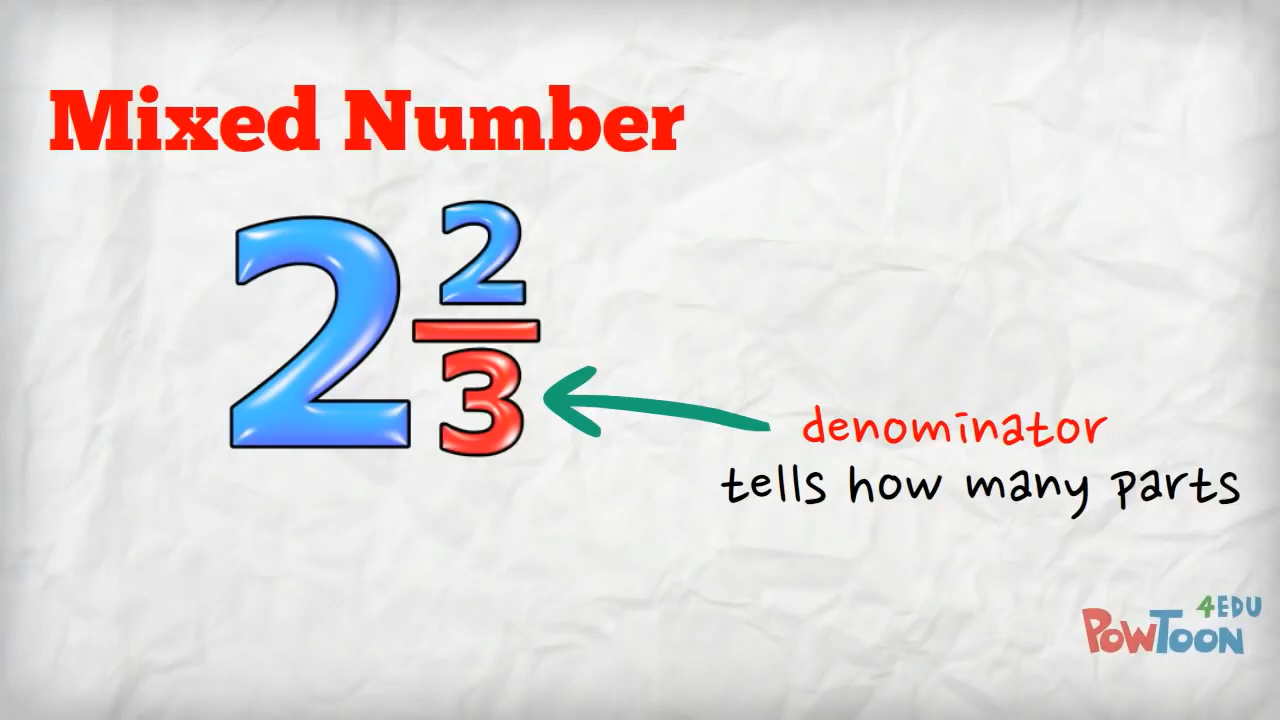 Mixed Number
2 2/3
denominator
tells how many parts
4EDU
PowToon